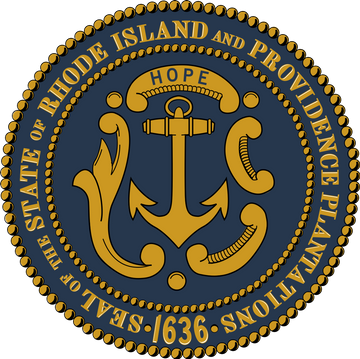 SEAL OF THE STATE OF RHODE ISLAND AND PROVIDENCE PLANTATIONS
HOPE
·1636·